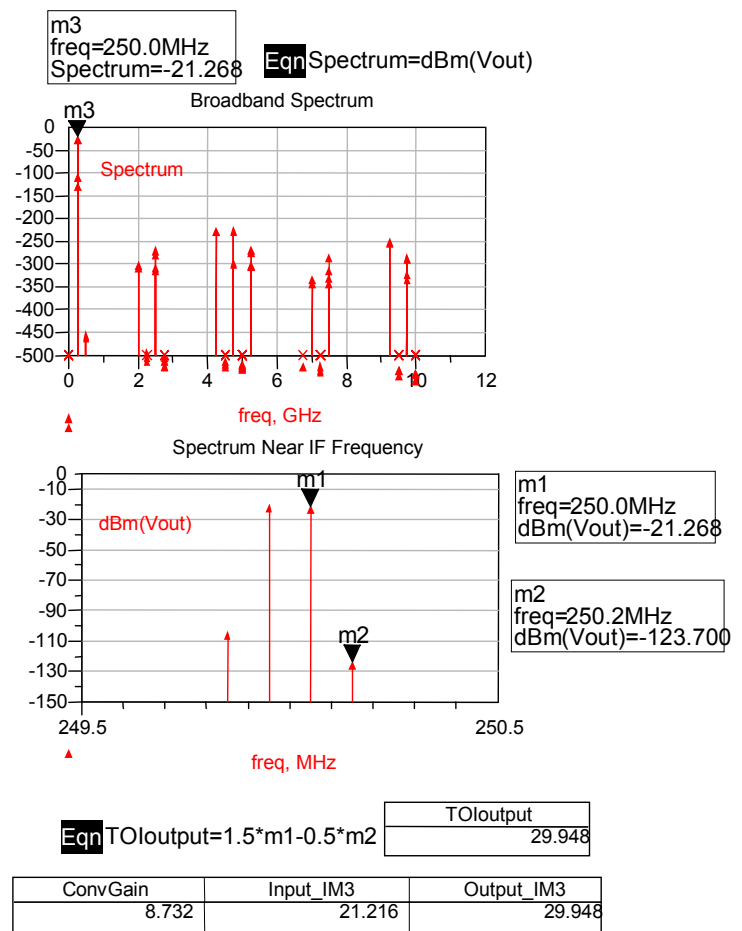 m3
freq=250.0MHz
Spectrum=-21.268
Eqn Spectrum=dBm(Vout)
Broadband Spectrum
m3
0
-50
-100
-150
-200
-250
-300
-350
-400
-450
-500
Spectrum
0 2 4 6 8 10 12
freq, GHz
Spectrum Near IF Frequency
0
-10
-30
-50
-70
-90
-110
-130
-150
dBm(Vout)
m1
m2
249.5 250.5
freq, MHz
m1
freq=250.0MHz
dBm(Vout)=-21.268
m2
freq=250.2MHz
dBm(Vout)=-123.700
Eqn TOIoutput=1.5*m1-0.5*m2
TOIoutput
29.948
ConvGain Input_IM3 Output_IM3
8.732 21.216 29.948